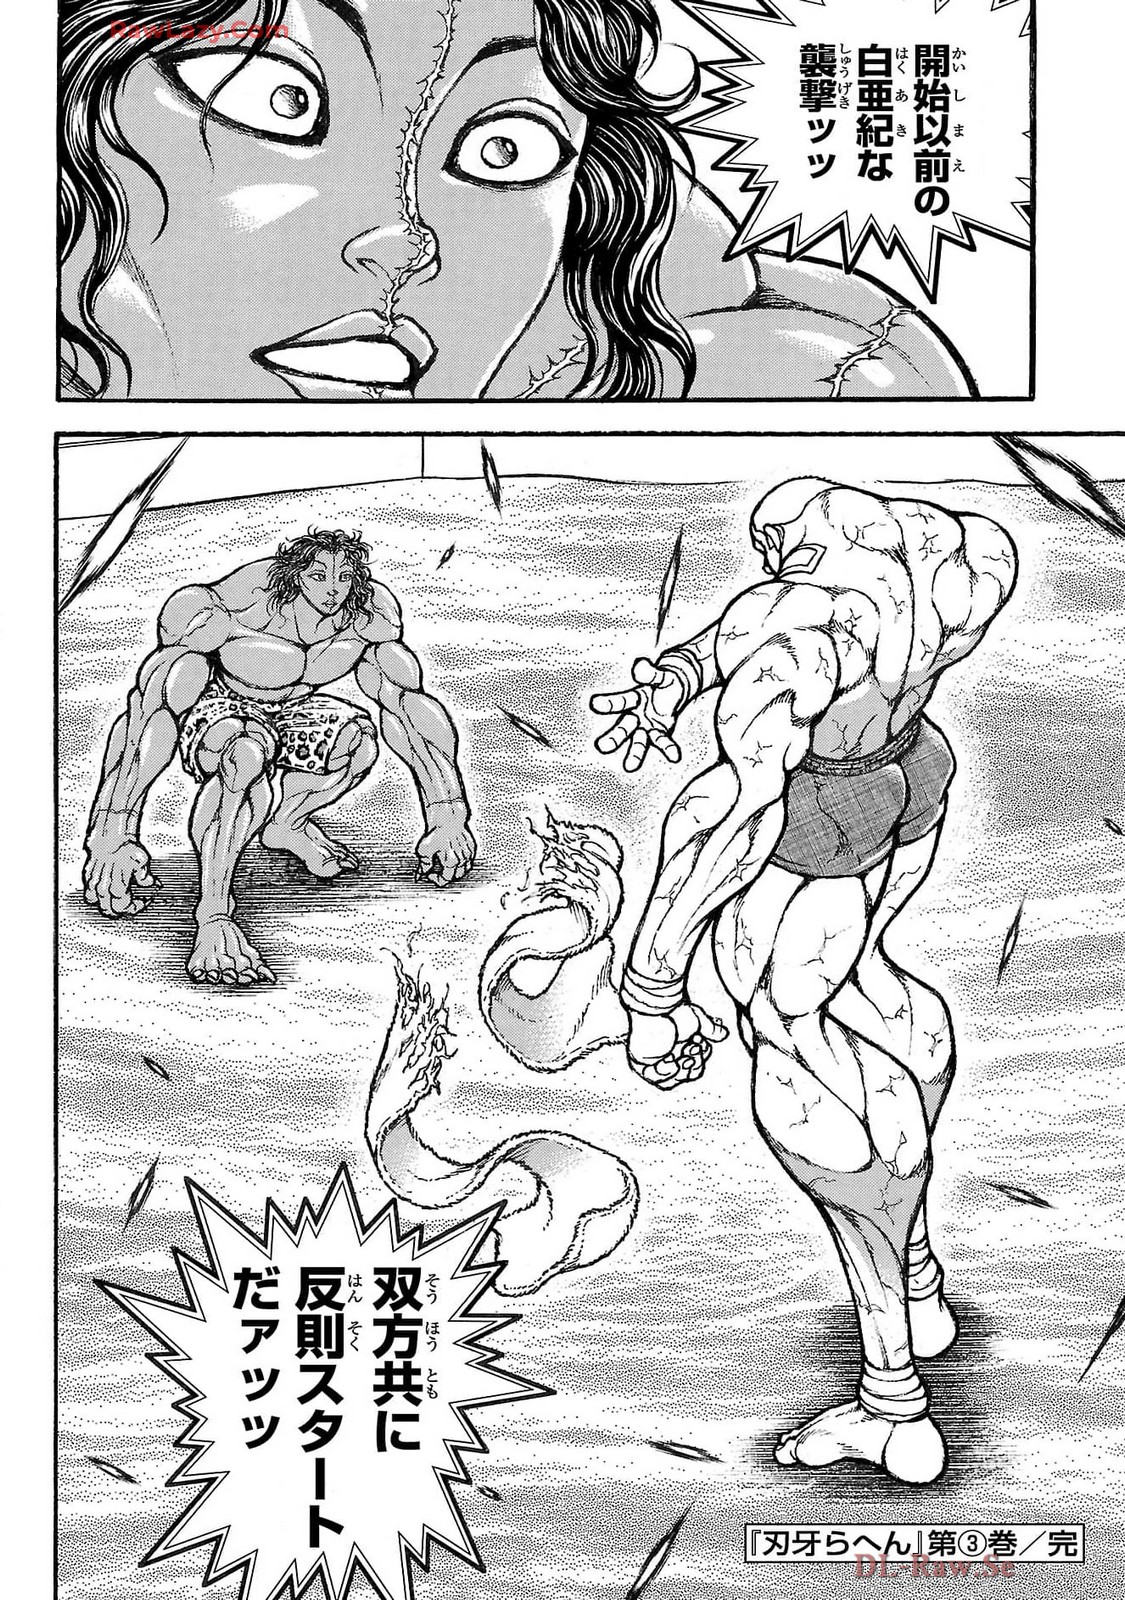 RawLazy.Com
開始以前の
白亜紀な
襲撃ッッ
双方共に
反則スタート
だァッッ
『刃牙らへん』第③巻/完
DL-Raw.Se